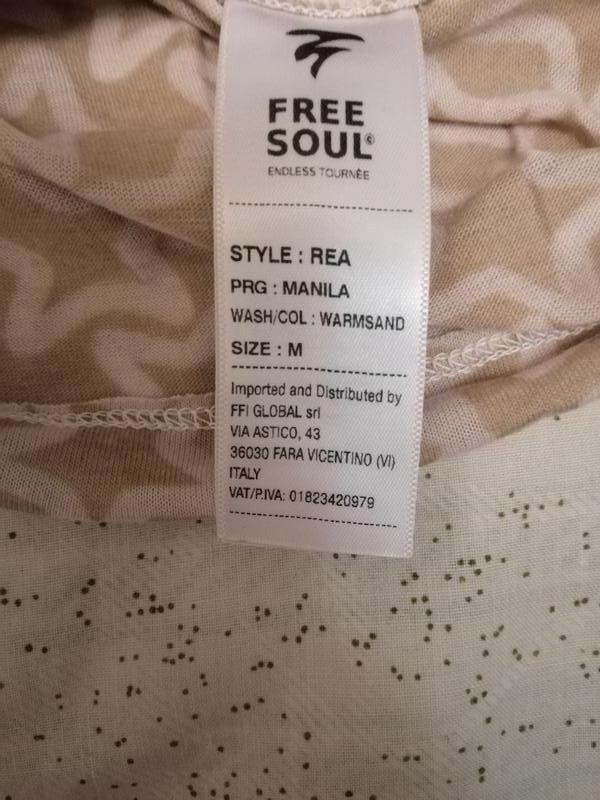 FREE
SOUL©
ENDLESS TOURNÈE
STYLE : REA
PRG : MANILA
WASH/COL : WARMSAND
SIZE : M
Imported and Distributed by
FFI GLOBAL srl
VIA ASTICO, 43
36030 FARA VICENTINO (VI)
ITALY
VAT/P.IVA: 01823420979